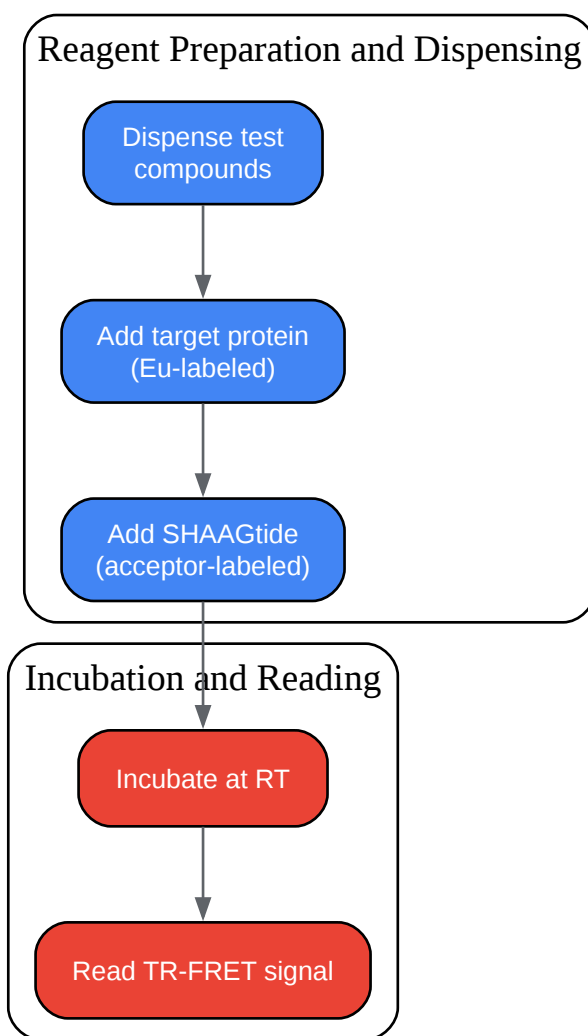 Reagent Preparation and Dispensing
Dispense test
compounds
Add target protein
(Eu-labeled)
Add SHAAGtide
(acceptor-labeled)
Incubation and Reading
Incubate at RT
Read TR-FRET signal